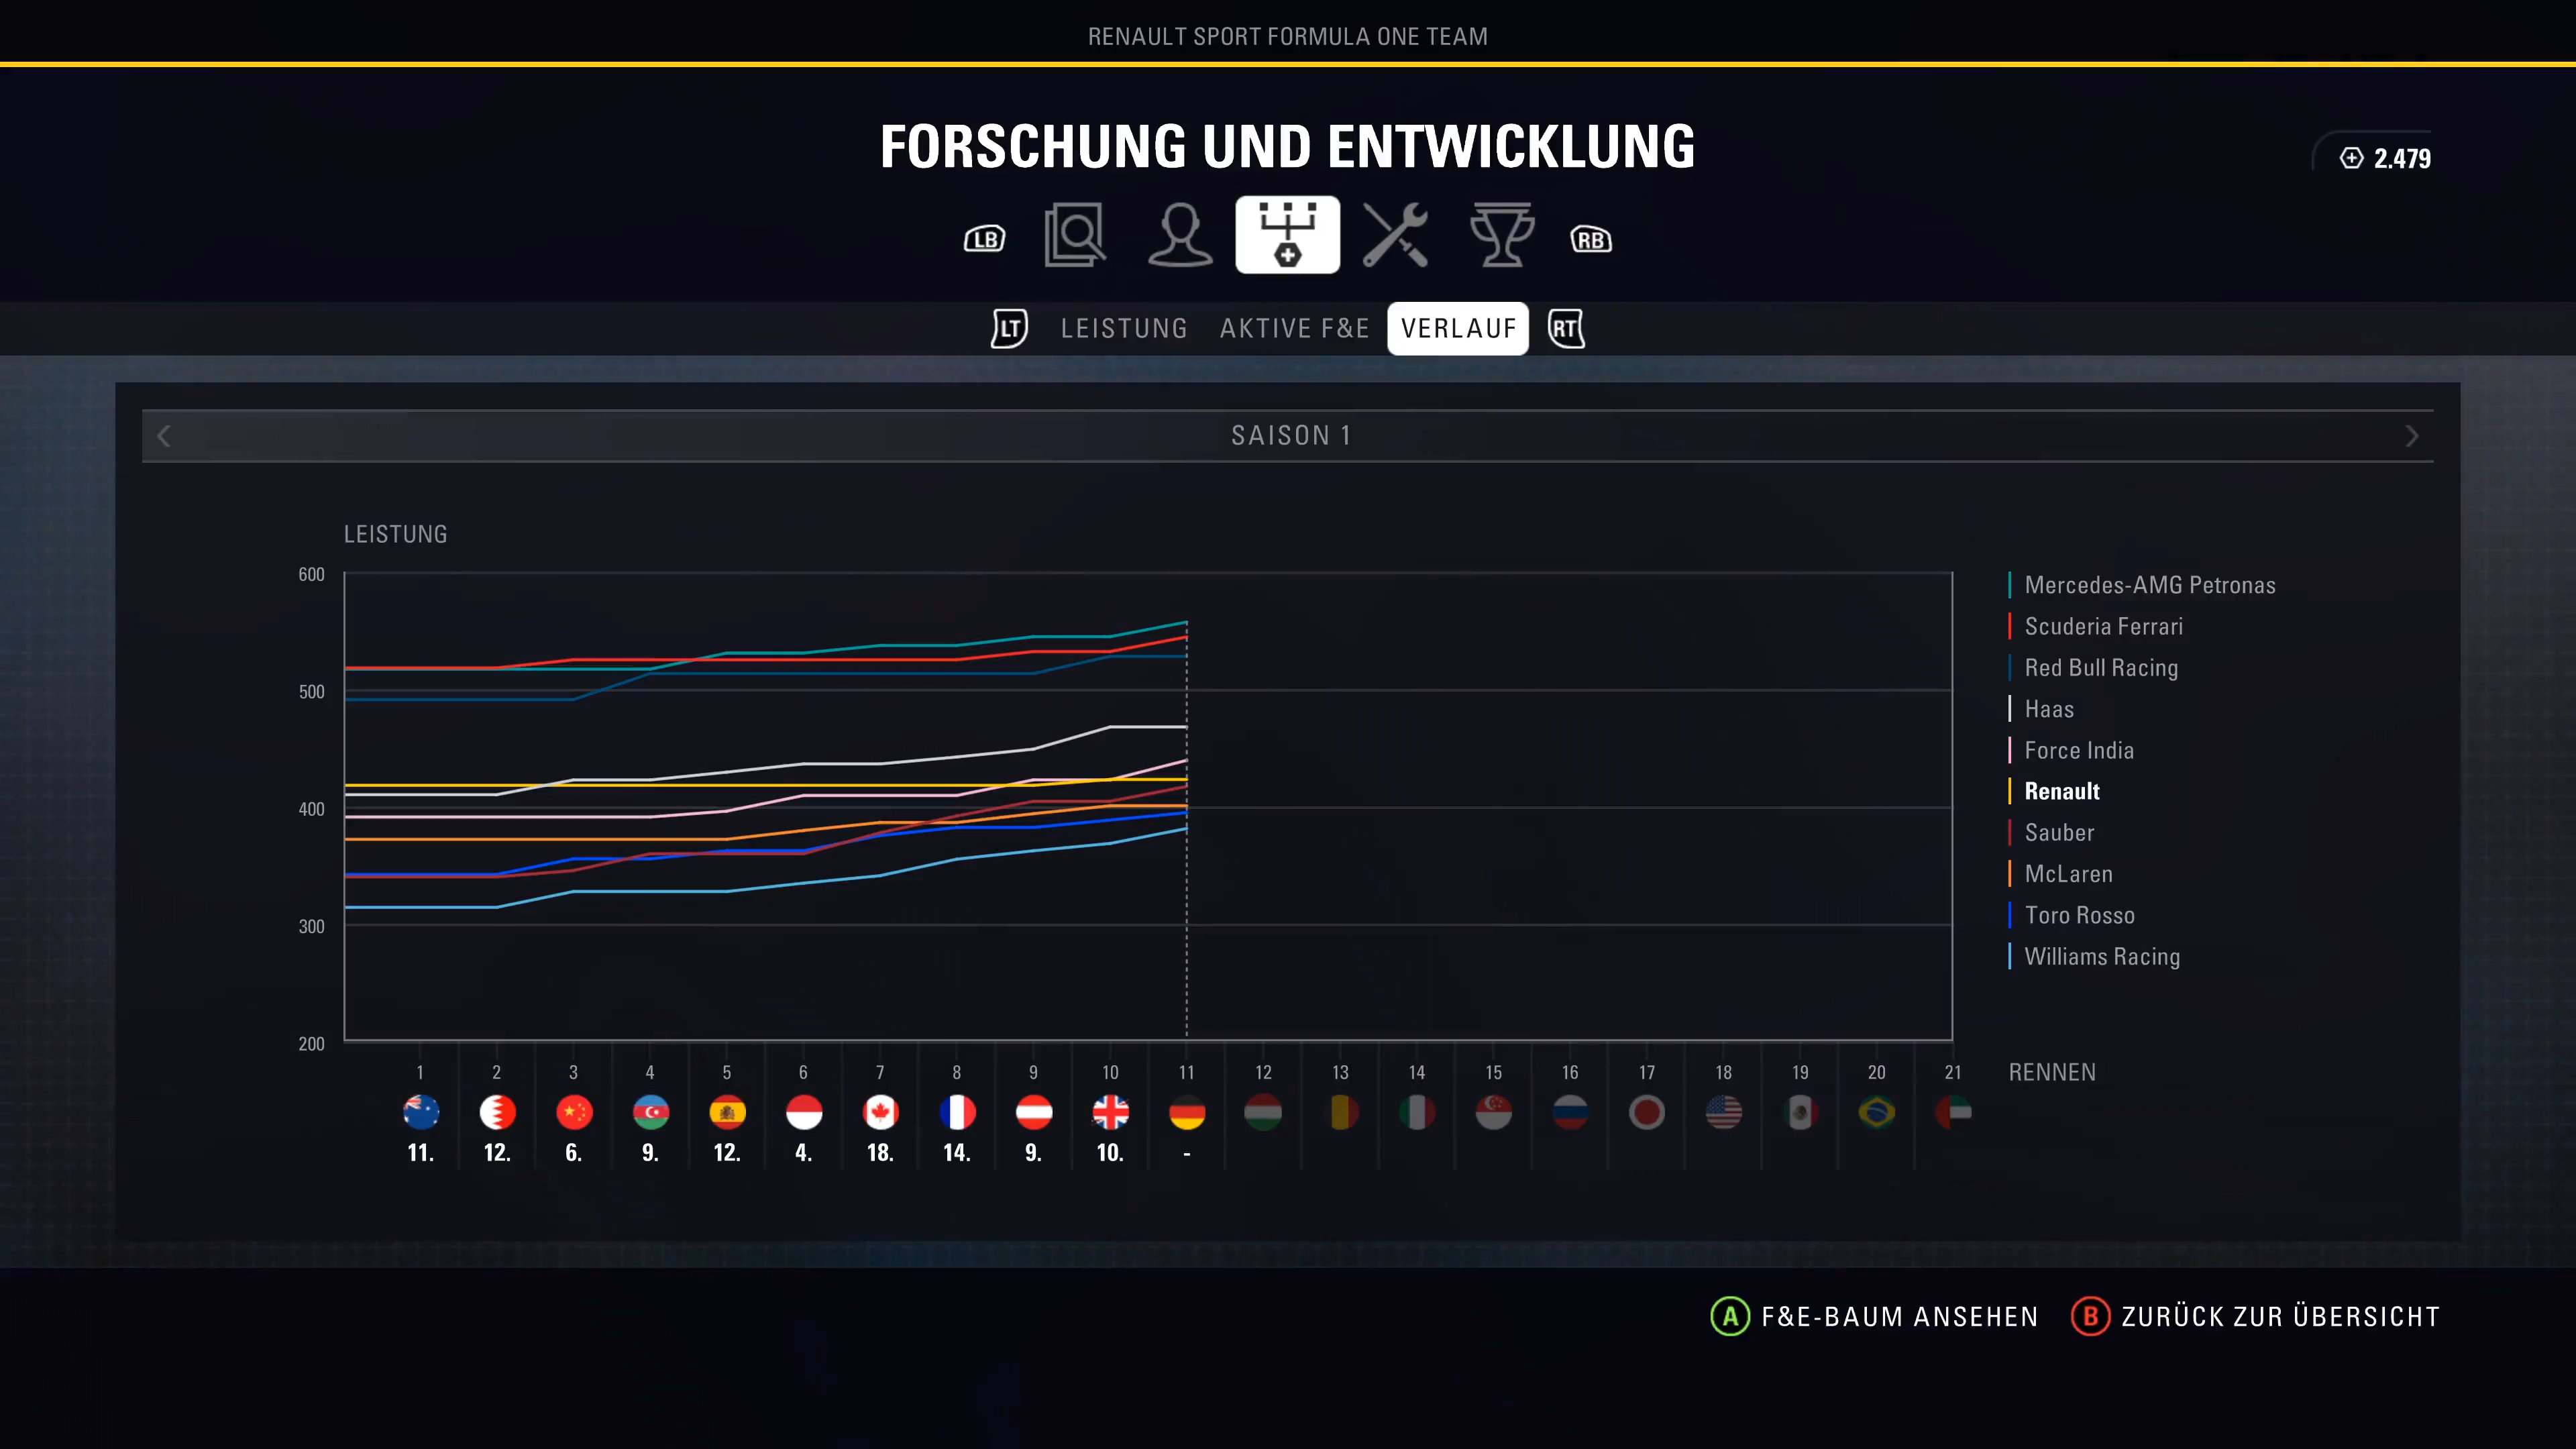 RENAULT SPORT FORMULA ONE TEAM
FORSCHUNG UND ENTWICKLUNG
2.479
LB
RB
LT LEISTUNG AKTIVE F&E VERLAUF RT
SAISON 1
LEISTUNG
600
500
400
300
200
Mercedes-AMG Petronas
Scuderia Ferrari
Red Bull Racing
Haas
Force India
Renault
Sauber
McLaren
Toro Rosso
Williams Racing
1 2 3 4 5 6 7 8 9 10 11 12 13 14 15 16 17 18 19 20 21 RENNEN
11. 12. 6. 9. 12. 4. 18. 14. 9. 10. -
A F&E-BAUM ANSEHEN B ZURÜCK ZUR ÜBERSICHT